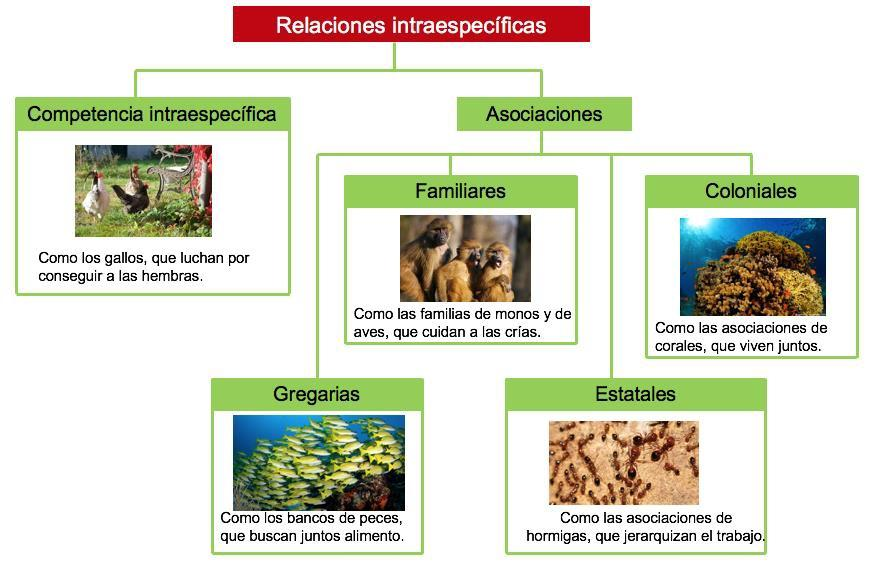 Relaciones intraespecíficas
Competencia intraespecífica
Como los gallos, que luchan por
conseguir a las hembras.
Asociaciones
Familiares
Como las familias de monos y de
aves, que cuidan a las crías.
Coloniales
Como las asociaciones de
corales, que viven juntos.
Gregarias
Como los bancos de peces,
que buscan juntos alimento.
Estatales
Como las asociaciones de
hormigas, que jerarquizan el trabajo.